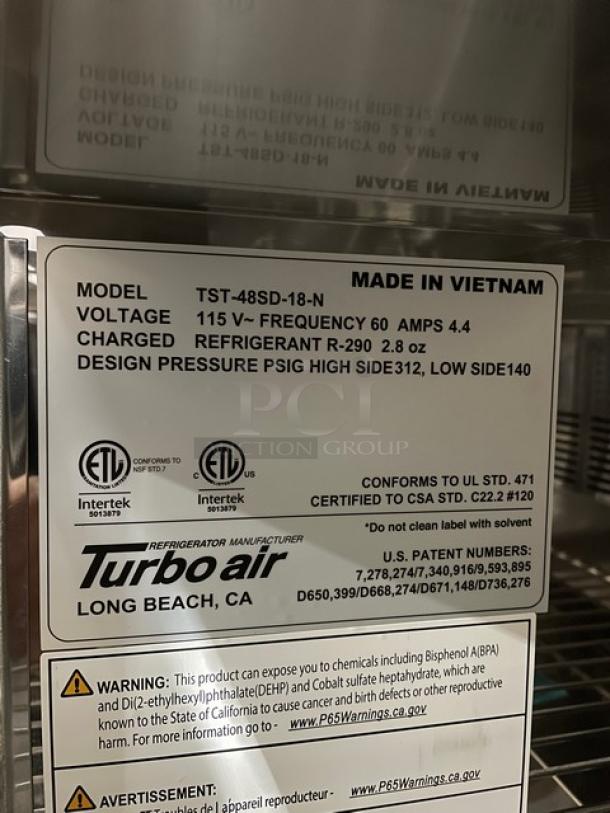 MADE IN VIETNAM
MODEL TST-48SD-18-N
VOLTAGE 115 V~ FREQUENCY 60 AMPS 4.4
CHARGED REFRIGERANT R-290 2.8 oz
DESIGN PRESSURE PSIG HIGH SIDE312, LOW SIDE140
PCI
AUCTION GROUP
ETL
CONFORMS TO
NSF STD.7
Intertek
5013879
C ETL US
Intertek
5013879
CONFORMS TO UL STD. 471
CERTIFIED TO CSA STD. C22.2 #120
*Do not clean label with solvent
REFRIGERATOR MANUFACTURER
Turbo air
LONG BEACH, CA
U.S. PATENT NUMBERS:
7,278,274/7,340,916/9,593,895
D650,399/D668,274/D671,148/D736,276
WARNING: This product can expose you to chemicals including Bisphenol A(BPA)
and Di(2-ethylhexyl)phthalate(DEHP) and Cobalt sulfate heptahydrate, which are
known to the State of California to cause cancer and birth defects or other reproductive
harm. For more information go to - www.P65Warnings.ca.gov
AVERTISSEMENT:
de l'appareil reproducteur - www.P65Warnings.ca.gov